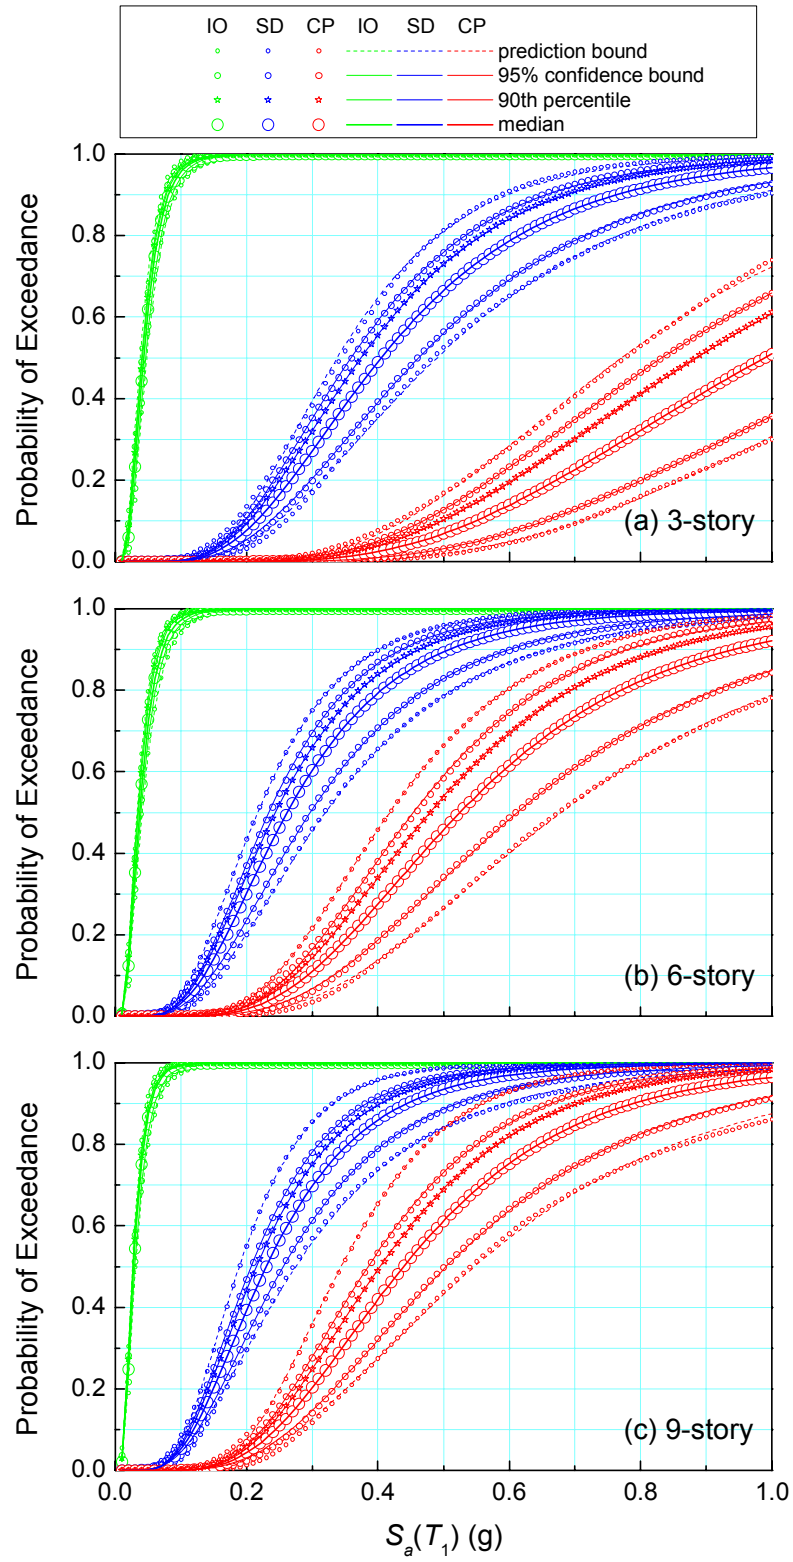 IO SD CP IO SD CP
prediction bound
95% confidence bound
90th percentile
median
1.0
0.8
0.6
0.4
0.2
0.0
Probability of Exceedance
(a) 3-story
1.0
0.8
0.6
0.4
0.2
0.0
Probability of Exceedance
(b) 6-story
1.0
0.8
0.6
0.4
0.2
0.0
Probability of Exceedance
(c) 9-story
0.0 0.2 0.4 0.6 0.8 1.0
Sa(T1) (g)